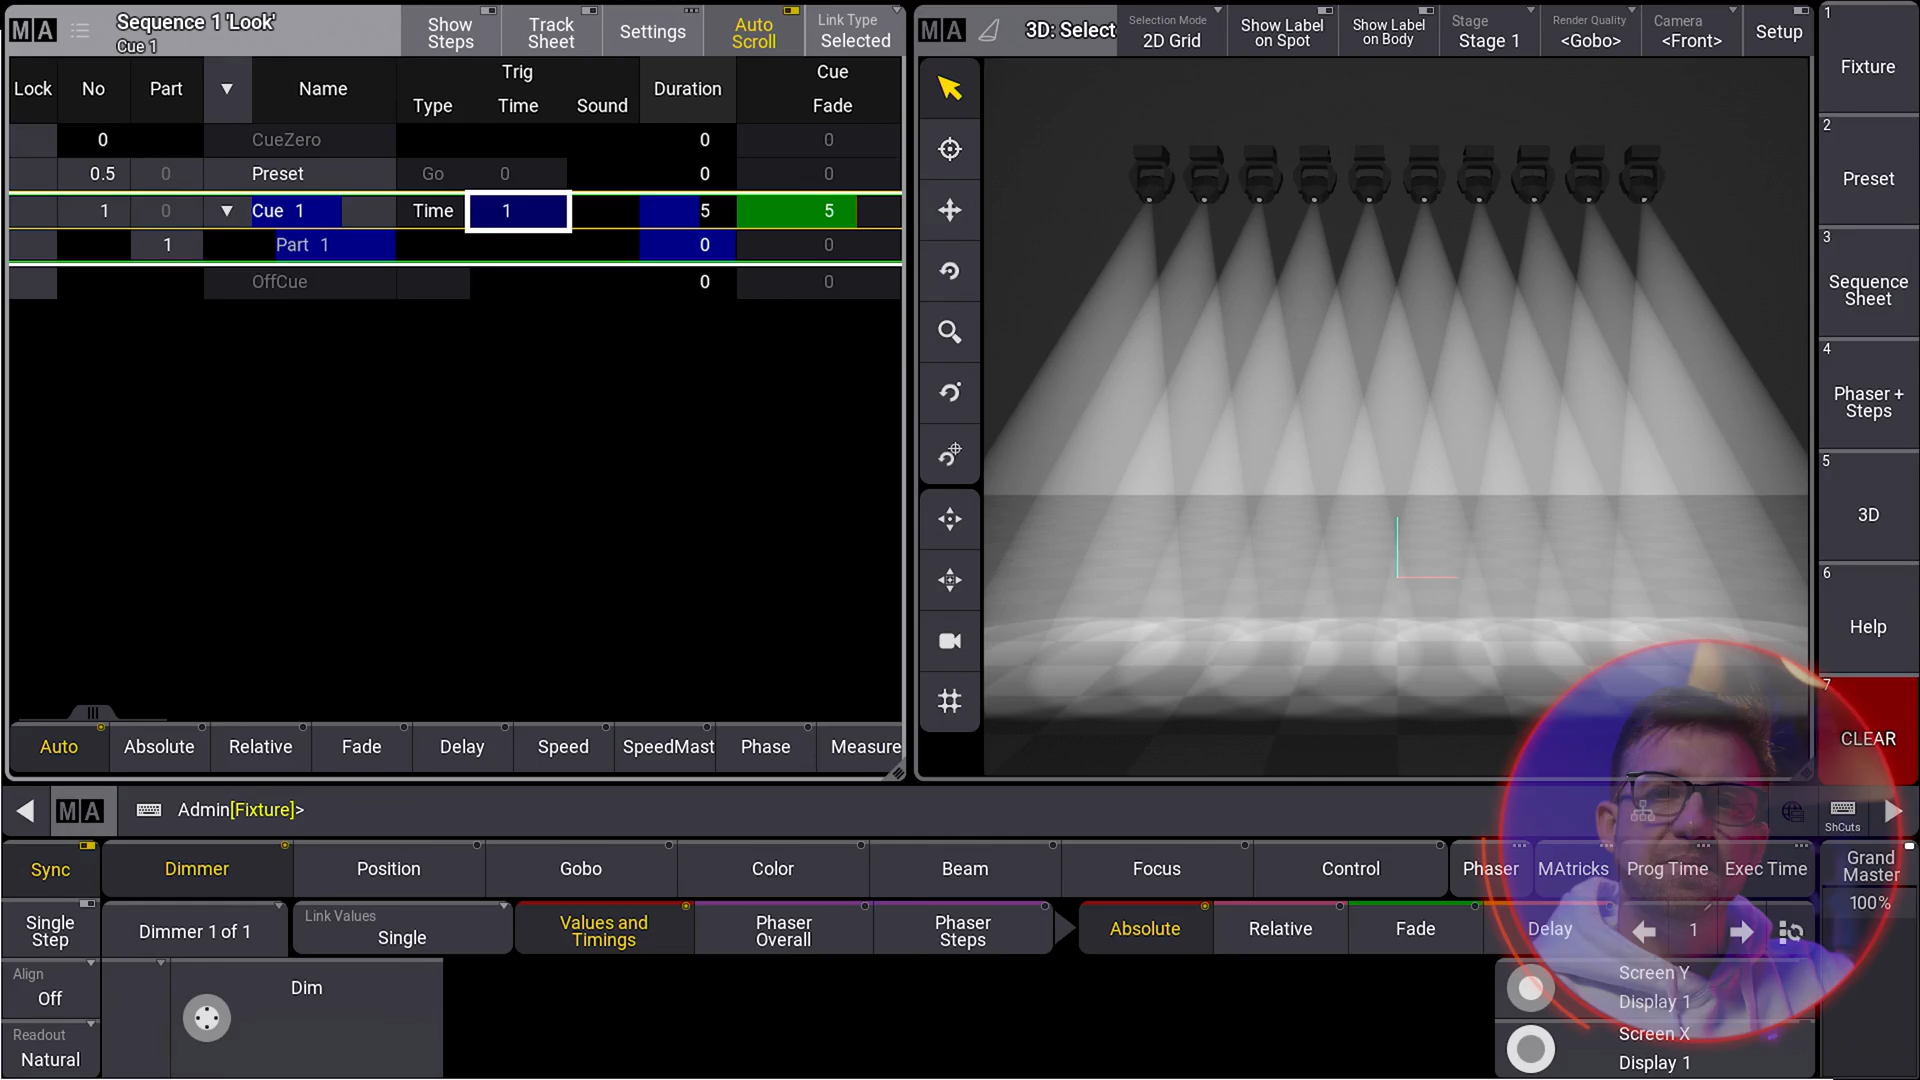 MA
Sequence 1 'Look'
Cue 1
Show Steps
Track Sheet
Settings
Auto Scroll
Link Type
Selected
Lock No Part Name Trig Type Time Sound Duration Cue Fade
0 CueZero 0 0
0.5 0 Preset Go 0 0 0
1 0 Cue 1 Time 1 5 5
1 Part 1 0 0
OffCue 0 0
Auto Absolute Relative Fade Delay Speed SpeedMast Phase Measure
MA
3D: Select
Selection Mode
2D Grid
Show Label on Spot
Show Label on Body
Stage
Stage 1
Render Quality
<Gobo>
Camera
<Front>
Setup
1
Fixture
2
Preset
3
Sequence Sheet
4
Phaser + Steps
5
3D
6
Help
7
CLEAR
MA
Admin[Fixture]>
ShCuts
Sync Dimmer Position Gobo Color Beam Focus Control Phaser MAtricks Prog Time Exec Time
Grand Master
100%
Single Step
Dimmer 1 of 1
Link Values
Single
Values and Timings
Phaser Overall
Phaser Steps
Absolute Relative Fade Delay 1
Align
Off
Dim
Readout
Natural
Screen Y
Display 1
Screen X
Display 1